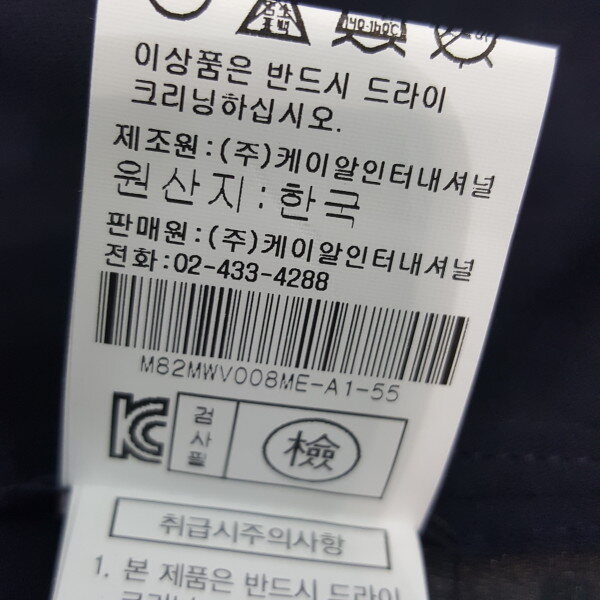 140-160℃
이상품은 반드시 드라이
크리닝하십시오.
제조원:(주)케이알인터내셔널
원산지:한국
판매원:(주)케이알인터내셔널
전화:02-433-4288
M82MWV008ME-A1-55
KC 검사필 檢
취급시주의사항
1. 본 제품은 반드시 드라이